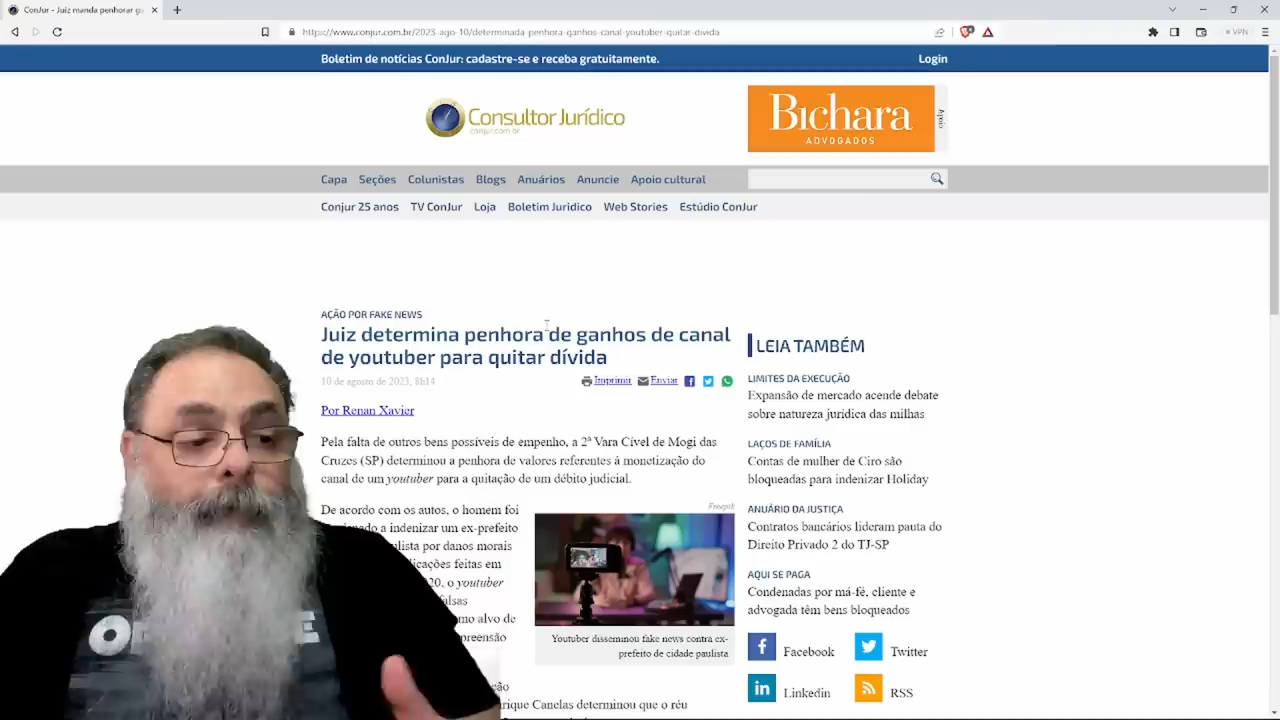 ConJur - Juiz manda penhorar ga
https://www.conjur.com.br/2023-ago-10/determinada-penhora-ganhos-canal-youtuber-quitar-divida
VPN
Boletim de notícias ConJur: cadastre-se e receba gratuitamente.
Login
Consultor Jurídico
conjur.com.br
Bichara
ADVOGADOS
Apoio
Capa Seções Colunistas Blogs Anuários Anuncie Apoio cultural
Conjur 25 anos TV ConJur Loja Boletim Juridico Web Stories Estúdio ConJur
AÇÃO POR FAKE NEWS
Juiz determina penhora de ganhos de canal
de youtuber para quitar dívida
10 de agosto de 2023, 8h14
Imprimir Enviar
Por Renan Xavier
Pela falta de outros bens possíveis de empenho, a 2ª Vara Cível de Mogi das
Cruzes (SP) determinou a penhora de valores referentes à monetização do
canal de um youtuber para a quitação de um débito judicial.
De acordo com os autos, o homem foi
a indenizar um ex-prefeito
por danos morais
feitas em
20, o youtuber
alvo de
Freepik
Youtuber disseminou fake news contra ex-
prefeito de cidade paulista
Canelas determinou que o réu
LEIA TAMBÉM
LIMITES DA EXECUÇÃO
Expansão de mercado acende debate
sobre natureza jurídica das milhas
LAÇOS DE FAMÍLIA
Contas de mulher de Ciro são
bloqueadas para indenizar Holiday
ANUÁRIO DA JUSTIÇA
Contratos bancários lideram pauta do
Direito Privado 2 do TJ-SP
AQUI SE PAGA
Condenadas por má-fé, cliente e
advogada têm bens bloqueados
Facebook Twitter
Linkedin RSS